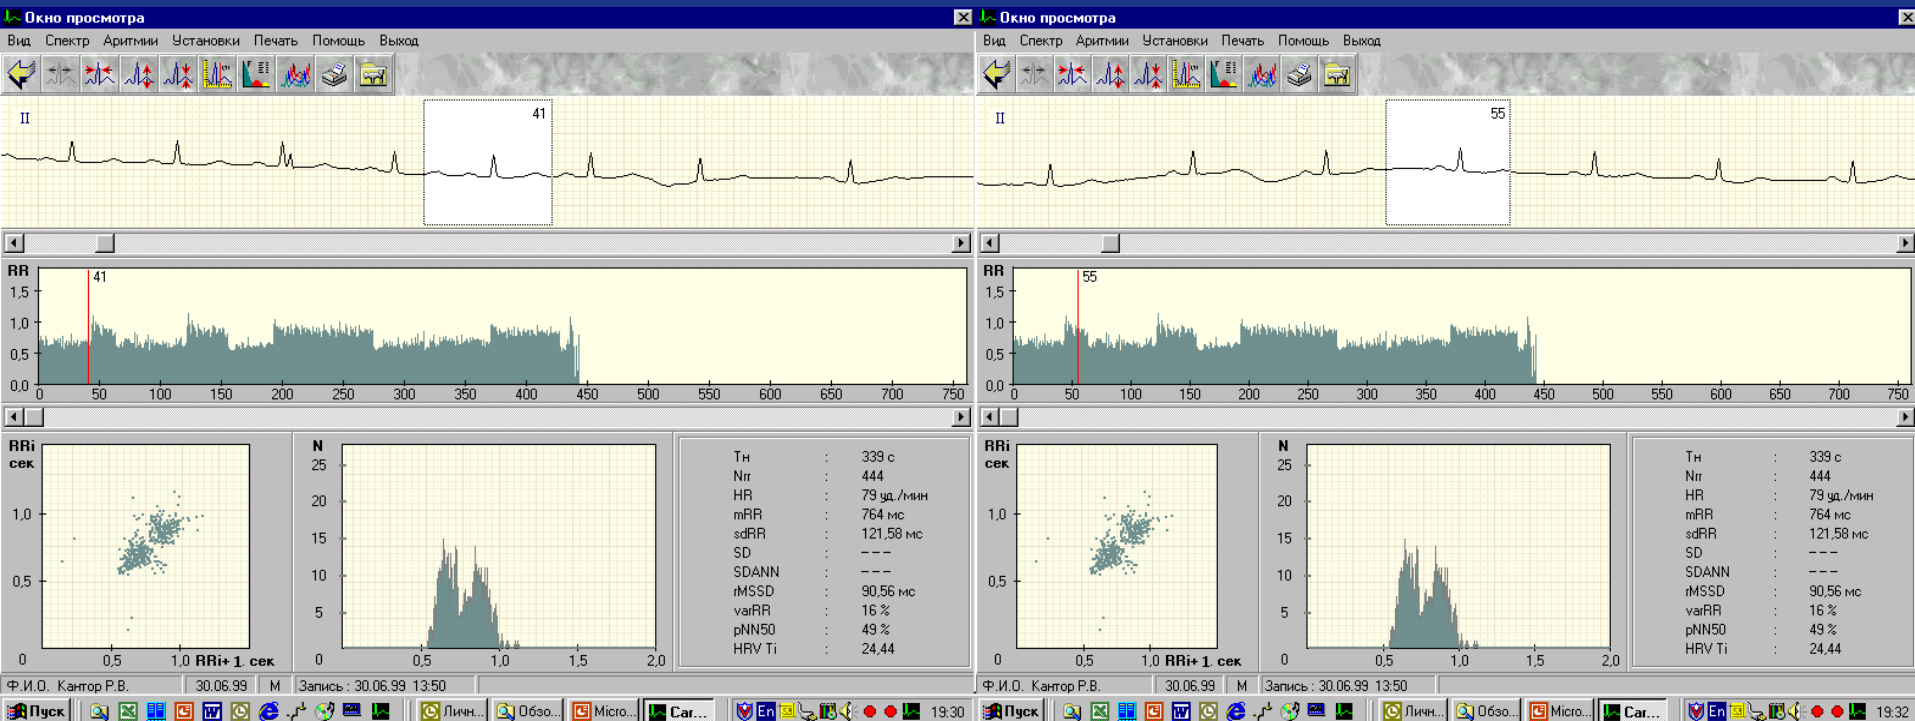 Окно просмотра
Вид Спектр Аритмии Установки Печать Помощь Выход
II
41
RR
41
1,5
1,0
0,5
0,0
0 50 100 150 200 250 300 350 400 450 500 550 600 650 700 750
RRi
сек
1,0
0,5
0 0,5 1,0 RRi+1. сек
N
25
20
15
10
5
0 0,5 1,0 1,5 2,0
Тн : 339 с
Nrr : 444
HR : 79 уд./мин
mRR : 764 мс
sdRR : 121,58 мс
SD : ---
SDANN : ---
rMSSD : 90,56 мс
varRR : 16 %
pNN50 : 49 %
HRV Ti : 24,44
Ф.И.О. Кантор Р.В. 30.06.99 М Запись : 30.06.99 13:50
Пуск Личн... Обзо... Micro... Car... En 19:30
Окно просмотра
Вид Спектр Аритмии Установки Печать Помощь Выход
II
55
RR
55
1,5
1,0
0,5
0,0
0 50 100 150 200 250 300 350 400 450 500 550 600 650 700 750
RRi
сек
1,0
0,5
0 0,5 1,0 RRi+1. сек
N
25
20
15
10
5
0 0,5 1,0 1,5 2,0
Тн : 339 с
Nrr : 444
HR : 79 уд./мин
mRR : 764 мс
sdRR : 121,58 мс
SD : ---
SDANN : ---
rMSSD : 90,56 мс
varRR : 16 %
pNN50 : 49 %
HRV Ti : 24,44
Ф.И.О. Кантор Р.В. 30.06.99 М Запись : 30.06.99 13:50
Пуск Личн... Обзо... Micro... Car... En 19:32